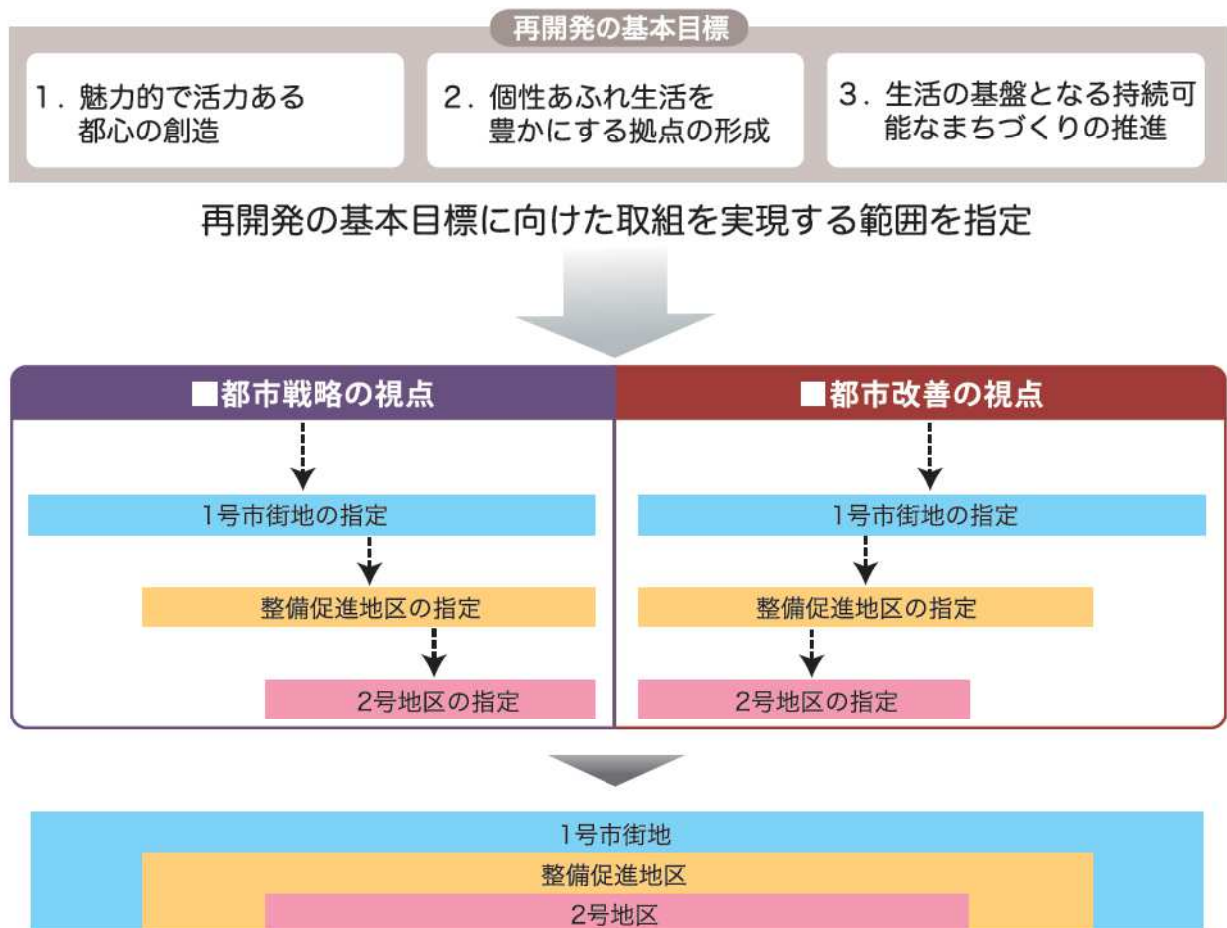 再開発の基本目標
1. 魅力的で活力ある
都心の創造
2. 個性あふれ生活を
豊かにする拠点の形成
3. 生活の基盤となる持続可
能なまちづくりの推進
再開発の基本目標に向けた取組を実現する範囲を指定
■都市戦略の視点
1号市街地の指定
整備促進地区の指定
2号地区の指定
■都市改善の視点
1号市街地の指定
整備促進地区の指定
2号地区の指定
1号市街地
整備促進地区
2号地区